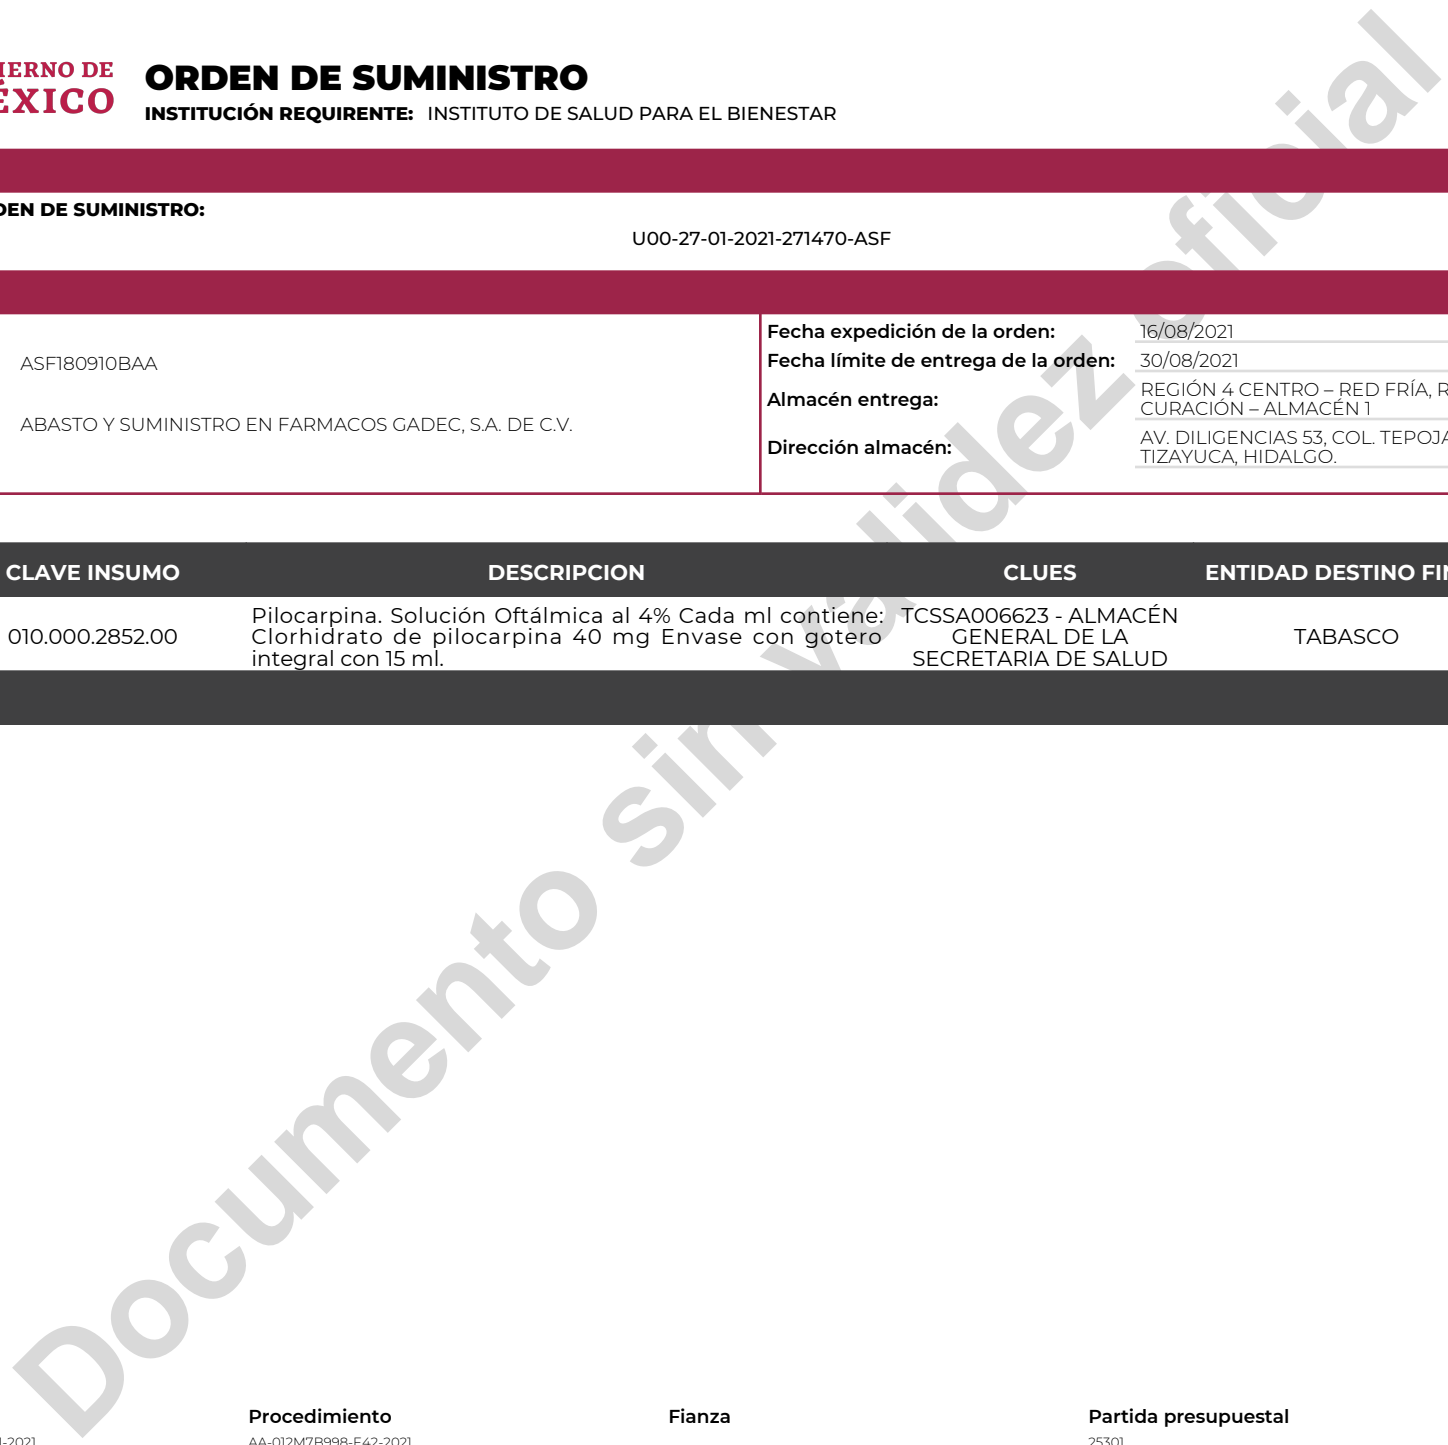 ORDEN DE SUMINISTRO
INSTITUCIÓN REQUIRENTE: INSTITUTO DE SALUD PARA EL BIENESTAR
DE SUMINISTRO:
U00-27-01-2021-271470-ASF
ASF180910BAA
ABASTO Y SUMINISTRO EN FARMACOS GADEC, S.A. DE C.V.
Fecha expedición de la orden: 16/08/2021
Fecha límite de entrega de la orden: 30/08/2021
Almacén entrega: REGIÓN 4 CENTRO – RED FRÍA,
CURACIÓN – ALMACÉN 1
Dirección almacén: AV. DILIGENCIAS 53, COL.
TIZAYUCA, HIDALGO.
CLAVE INSUMO DESCRIPCION CLUES ENTIDAD DESTINO
010.000.2852.00
Pilocarpina. Solución Oftálmica al 4% Cada ml contiene:
Clorhidrato de pilocarpina 40 mg Envase con gotero
integral con 15 ml.
TCSSA006623 - ALMACÉN
GENERAL DE LA
SECRETARIA DE SALUD
TABASCO
Documento sin validez oficial
Procedimiento Fianza Partida presupuestal
AA-012M7B998-E42-2021 25301
DE